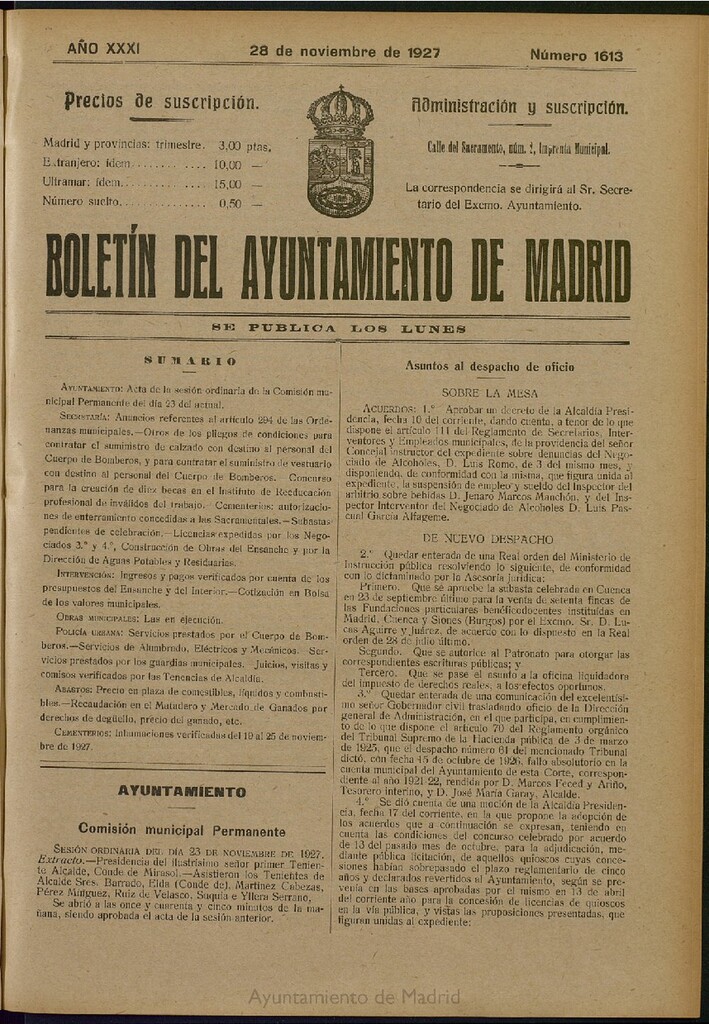 AÑO XXXI
28 de noviembre de 1927
Número 1613
Precios de suscripción.
Madrid y provincias: trimestre. 3,00 ptas.
Extranjero: ídem........... 10,00 —
Ultramar: ídem............. 15,00 —
Número suelto.............. 0,50 —
Administración y suscripción.
Calle del Sacramento, núm. 2, Imprenta Municipal.
La correspondencia se dirigirá al Sr. Secre-
tario del Excmo. Ayuntamiento.
BOLETÍN DEL AYUNTAMIENTO DE MADRID
SE PUBLICA LOS LUNES
SUMARIO
AYUNTAMIENTO: Acta de la sesión ordinaria de la Comisión mu-
nicipal Permanente del día 23 del actual.
SECRETARÍA: Anuncios referentes al artículo 294 de las Orde-
nanzas municipales.—Otros de los pliegos de condiciones para
contratar el suministro de calzado con destino al personal del
Cuerpo de Bomberos, y para contratar el suministro de vestuario
con destino al personal del Cuerpo de Bomberos. Concurso
para la creación de diez becas en el Instituto de Reeducación
profesional de inválidos del trabajo. Cementerios: autorizacio-
nes de enterramiento concedidas a las Sacramentales.—Subastas
pendientes de celebración.—Licencias expedidas por los Nego-
ciados 3.º y 4.º, Construcción de Obras del Ensanche y por la
Dirección de Aguas Potables y Residuarias.
INTERVENCIÓN: Ingresos y pagos verificados por cuenta de los
presupuestos del Ensanche y del Interior.—Cotización en Bolsa
de los valores municipales.
OBRAS MUNICIPALES: Las en ejecución.
POLICÍA URBANA: Servicios prestados por el Cuerpo de Bom-
beros.—Servicios de Alumbrado, Eléctricos y Mecánicos. Ser-
vicios prestados por los guardias municipales. Juicios, visitas y
comisos verificados por las Tenencias de Alcaldía.
ABASTOS: Precio en plaza de comestibles, líquidos y combusti-
bles.—Recaudación en el Matadero y Mercado de Ganados por
derechos de degüello, precio del ganado, etc.
CEMENTERIOS: Inhumaciones verificadas del 19 al 25 de noviem-
bre de 1927.
AYUNTAMIENTO
Comisión municipal Permanente
SESIÓN ORDINARIA DEL DÍA 23 DE NOVIEMBRE DE 1927.
Extracto.—Presidencia del ilustrísimo señor primer Tenien-
te Alcalde, Conde de Mirasol.—Asistieron los Tenientes de
Alcalde Sres. Barrado, Elda (Conde de), Martínez Cabezas,
Pérez Mínguez, Ruiz de Velasco, Suquía e Yllera Serrano,
Se abrió a las once y cuarenta y cinco minutos de la ma-
ñana, siendo aprobada el acta de la sesión anterior.
Asuntos al despacho de oficio
SOBRE LA MESA
ACUERDOS: 1.º Aprobar un decreto de la Alcaldía Presi-
dencia, fecha 10 del corriente, dando cuenta, a tenor de lo que
dispone el artículo 111 del Reglamento de Secretarios, Inter-
ventores y Empleados municipales, de la providencia del señor
Concejal instructor del expediente sobre denuncias del Nego-
ciado de Alcoholes, D. Luis Romo, de 3 del mismo mes, y
disponiendo, de conformidad con la misma, que figura unida al
expediente, la suspensión de empleo y sueldo del Inspector del
arbitrio sobre bebidas D. Jenaro Marcos Manchón, y del Ins-
pector Interventor del Negociado de Alcoholes D. Luis Pas-
cual García Alfageme.
DE NUEVO DESPACHO
2.º Quedar enterada de una Real orden del Ministerio de
Instrucción pública resolviendo lo siguiente, de conformidad
con lo dictaminado por la Asesoría jurídica:
Primero. Que se apruebe la subasta celebrada en Cuenca
en 23 de septiembre último para la venta de setenta fincas de
las Fundaciones particulares benéficodocentes instituídas en
Madrid, Cuenca y Siones (Burgos) por el Excmo. Sr. D. Lu-
cas Aguirre y Juárez, de acuerdo con lo dispuesto en la Real
orden de 28 de julio último.
Segundo. Que se autorice al Patronato para otorgar las
correspondientes escrituras públicas; y
Tercero. Que se pase el asunto a la oficina liquidadora
del impuesto de derechos reales, a los efectos oportunos.
3.º Quedar enterada de una comunicación del excelentísi-
mo señor Gobernador civil trasladando oficio de la Dirección
general de Administración, en el que participa, en cumplimien-
to de lo que dispone el artículo 70 del Reglamento orgánico
del Tribunal Supremo de la Hacienda pública de 3 de marzo
de 1925, que el despacho número 61 del mencionado Tribunal
dictó, con fecha 15 de octubre de 1926, fallo absolutorio en la
cuenta municipal del Ayuntamiento de esta Corte, correspon-
diente al año 1921-22, rendida por D. Marcos Feced y Ariño,
Tesorero interino, y D. José María Garay, Alcalde.
4.º Se dió cuenta de una moción de la Alcaldía Presiden-
cia, fecha 17 del corriente, en la que propone la adopción de
los acuerdos que a continuación se expresan, teniendo en
cuenta las condiciones del concurso celebrado por acuerdo
de 13 del pasado mes de octubre, para la adjudicación, me-
diante pública licitación, de aquellos quioscos cuyas conce-
siones habían sobrepasado el plazo reglamentario de cinco
años y declarados revertidos al Ayuntamiento, según se pre-
venía en las bases aprobadas por el mismo en 13 de abril
del corriente año para la concesión de licencias de quioscos
en la vía pública, y vistas las proposiciones presentadas, que
figuran unidas al expediente:
Ayuntamiento de Madrid